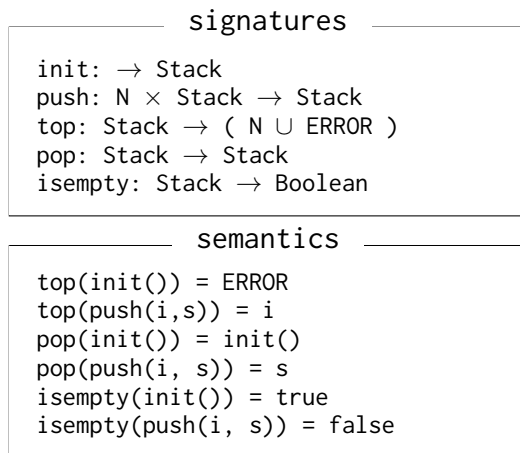 signatures
init: → Stack
push: N × Stack → Stack
top: Stack → ( N ∪ ERROR )
pop: Stack → Stack
isempty: Stack → Boolean
semantics
top(init()) = ERROR
top(push(i,s)) = i
pop(init()) = init()
pop(push(i, s)) = s
isempty(init()) = true
isempty(push(i, s)) = false